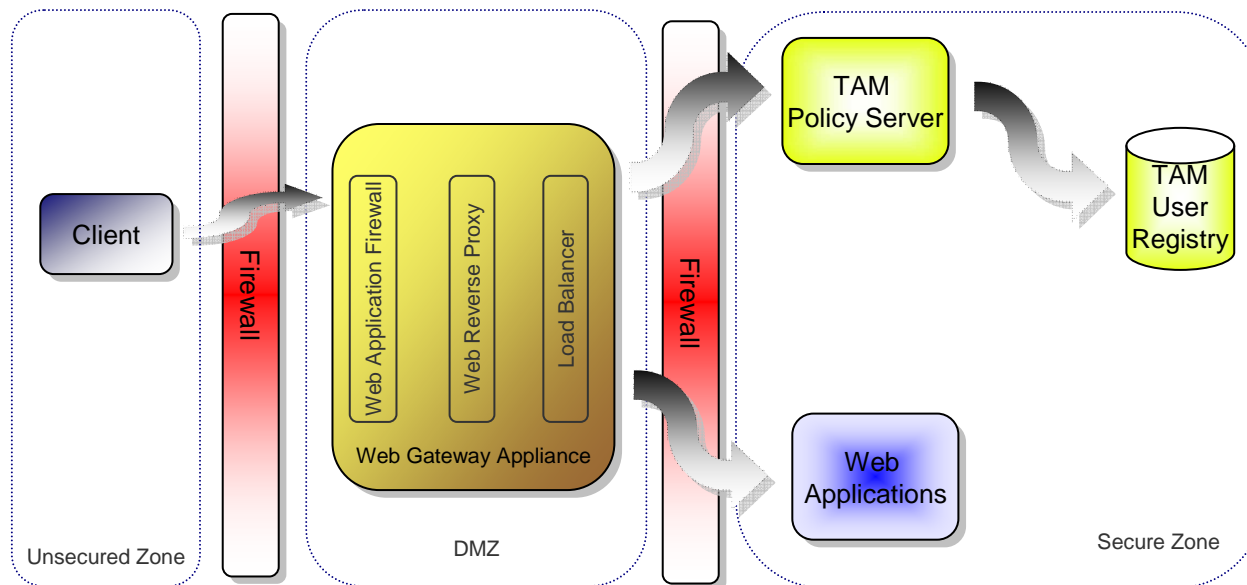 Client
Unsecured Zone
Firewall
Web Application Firewall
Web Reverse Proxy
Load Balancer
Web Gateway Appliance
DMZ
Firewall
TAM
Policy Server
TAM
User
Registry
Web
Applications
Secure Zone